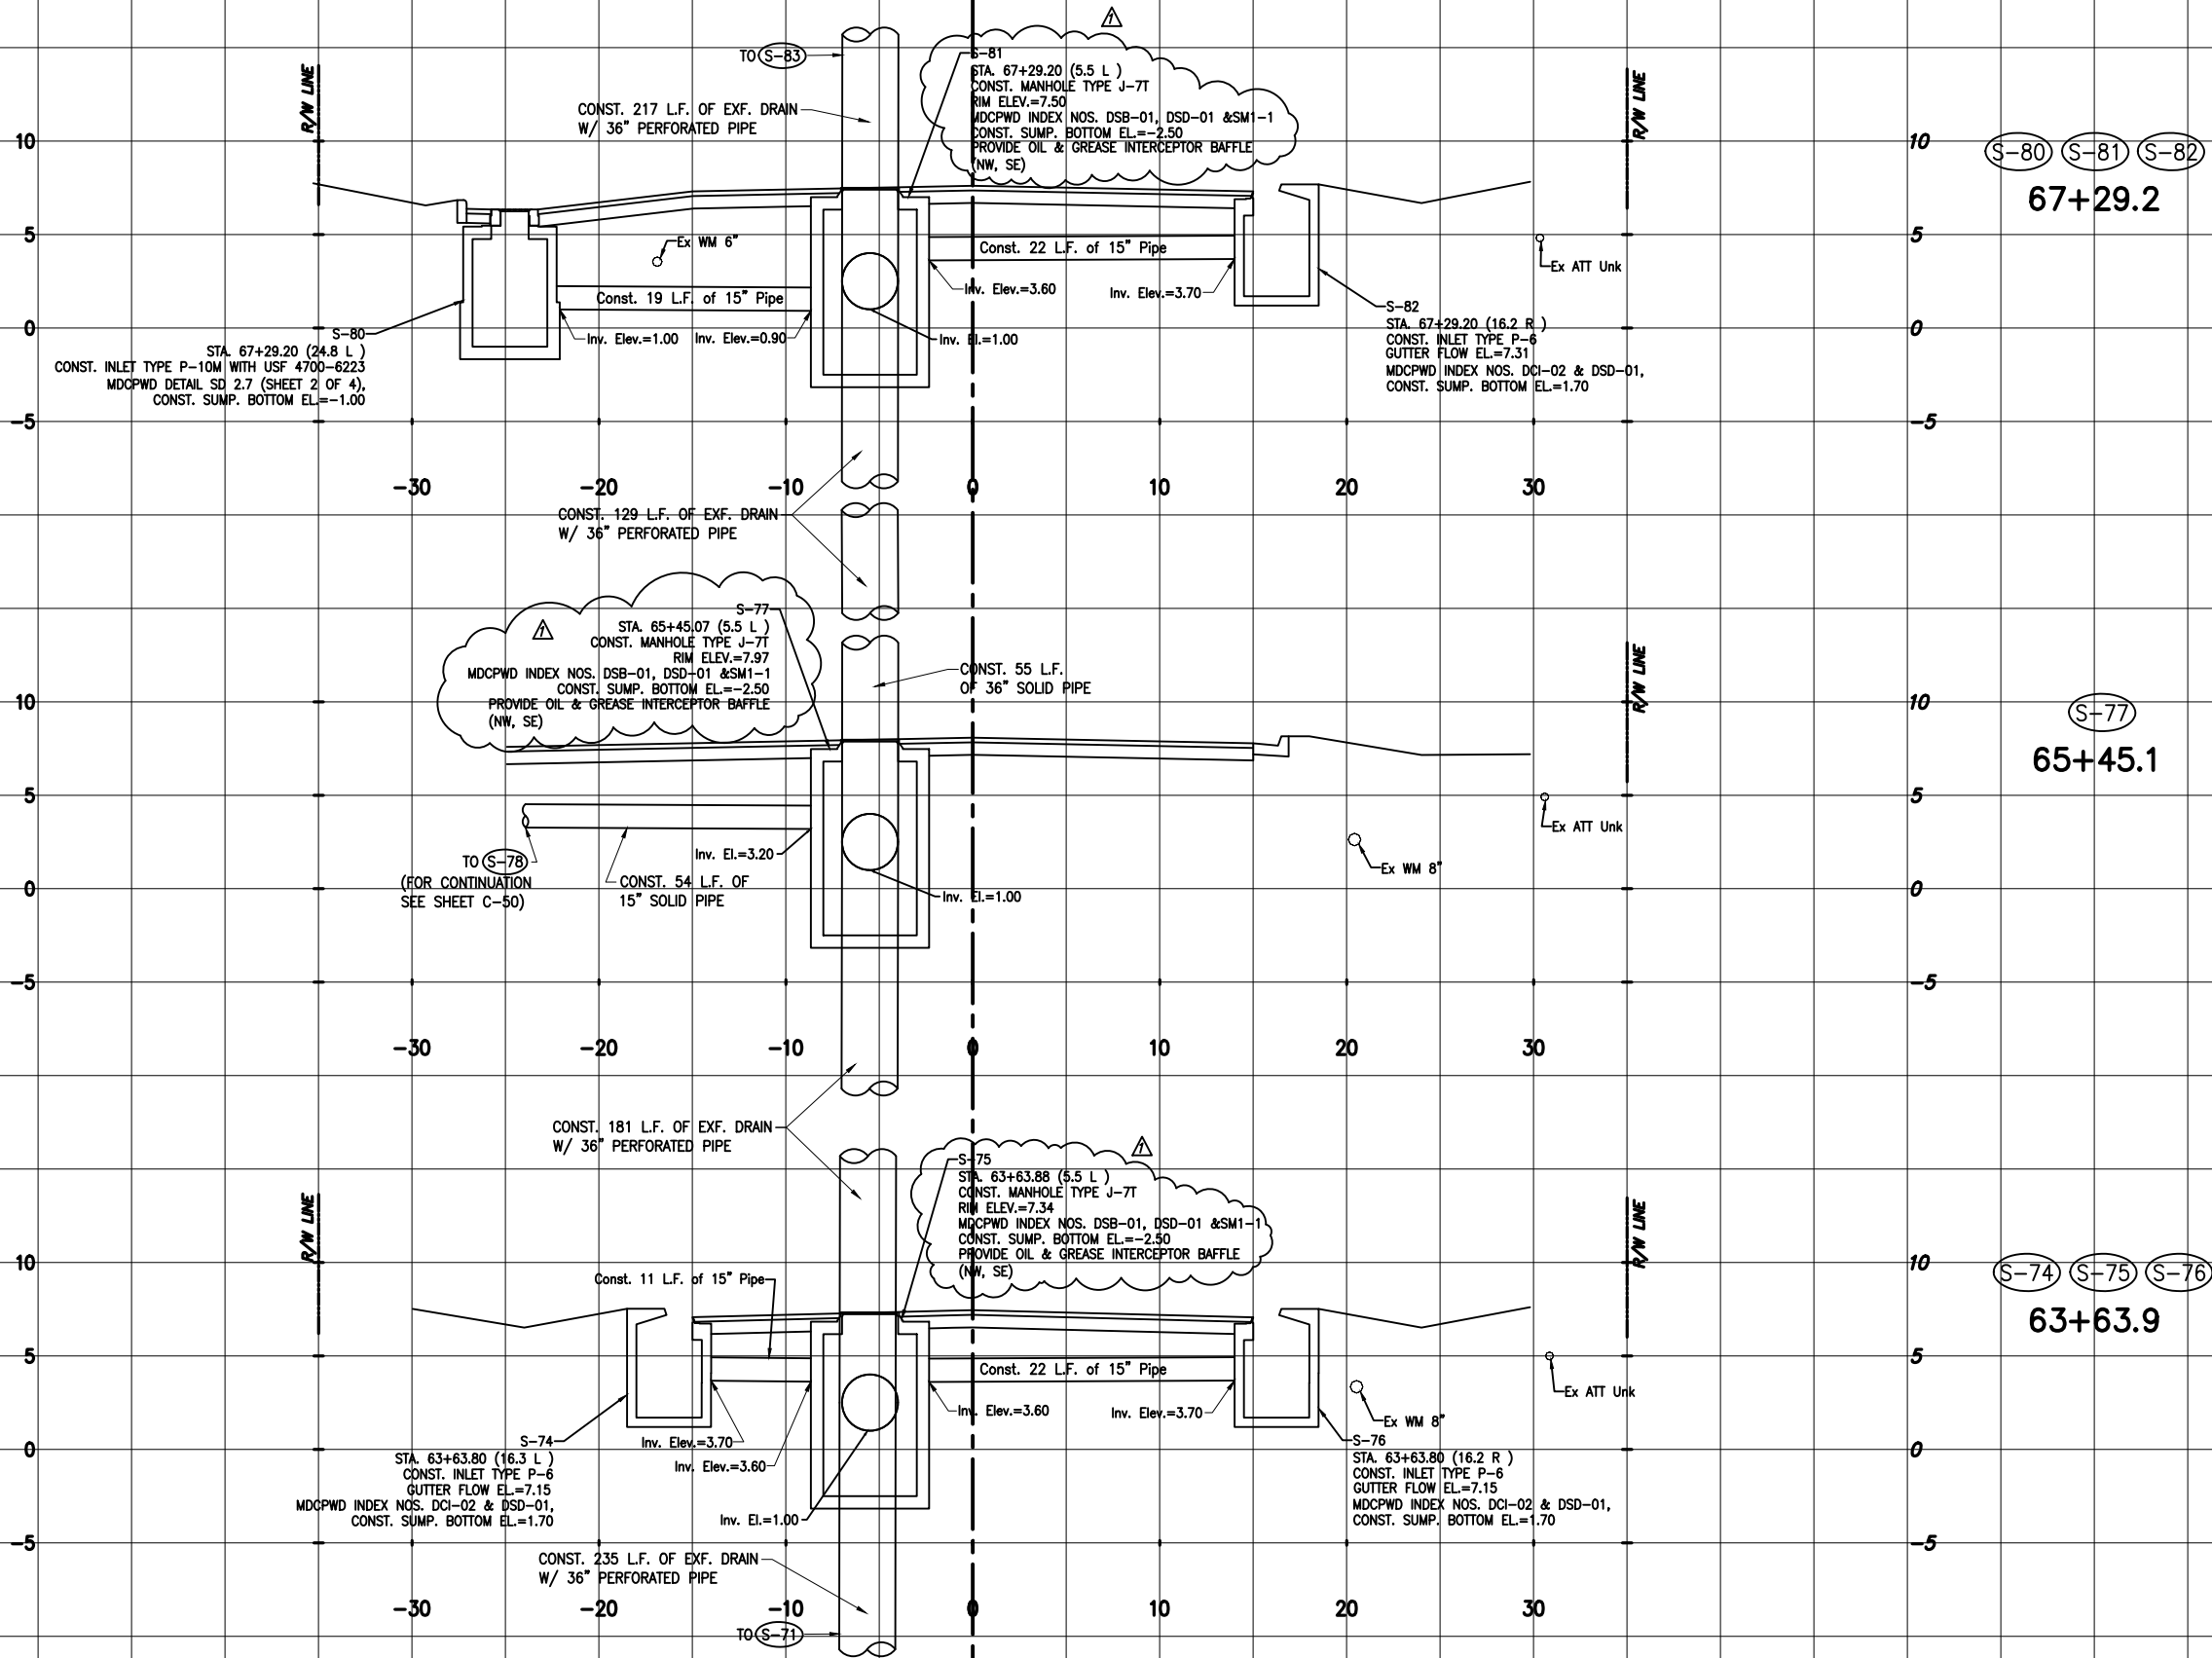 1
TO S-83
S-81
STA. 67+29.20 (5.5 L )
CONST. MANHOLE TYPE J-7T
RIM ELEV.=7.50
MDCPWD INDEX NOS. DSB-01, DSD-01 &SM1-1
CONST. SUMP. BOTTOM EL.=-2.50
PROVIDE OIL & GREASE INTERCEPTOR BAFFLE
(NW, SE)
R/W LINE
R/W LINE
CONST. 217 L.F. OF EXF. DRAIN
W/ 36" PERFORATED PIPE
10
10
S-80 S-81 S-82
67+29.2
5
5
Ex WM 6"
Const. 22 L.F. of 15" Pipe
Ex ATT Unk
Const. 19 L.F. of 15" Pipe
Inv. Elev.=3.60
Inv. Elev.=3.70
0
0
S-80
STA. 67+29.20 (24.8 L )
CONST. INLET TYPE P-10M WITH USF 4700-6223
MDCPWD DETAIL SD 2.7 (SHEET 2 OF 4),
CONST. SUMP. BOTTOM EL.=-1.00
Inv. Elev.=1.00
Inv. Elev.=0.90
Inv. El.=1.00
S-82
STA. 67+29.20 (16.2 R )
CONST. INLET TYPE P-6
GUTTER FLOW EL.=7.31
MDCPWD INDEX NOS. DCI-02 & DSD-01,
CONST. SUMP. BOTTOM EL.=1.70
-5
-5
-30 -20 -10 0 10 20 30
CONST. 129 L.F. OF EXF. DRAIN
W/ 36" PERFORATED PIPE
1
S-77
STA. 65+45.07 (5.5 L )
CONST. MANHOLE TYPE J-7T
RIM ELEV.=7.97
MDCPWD INDEX NOS. DSB-01, DSD-01 &SM1-1
CONST. SUMP. BOTTOM EL.=-2.50
PROVIDE OIL & GREASE INTERCEPTOR BAFFLE
(NW, SE)
CONST. 55 L.F.
OF 36" SOLID PIPE
R/W LINE
10
10
S-77
65+45.1
5
5
Ex ATT Unk
Inv. El.=3.20
TO S-78
(FOR CONTINUATION
SEE SHEET C-50)
CONST. 54 L.F. OF
15" SOLID PIPE
Ex WM 8"
0
0
Inv. El.=1.00
-5
-5
-30 -20 -10 0 10 20 30
CONST. 181 L.F. OF EXF. DRAIN
W/ 36" PERFORATED PIPE
1
S-75
STA. 63+63.88 (5.5 L )
CONST. MANHOLE TYPE J-7T
RIM ELEV.=7.34
MDCPWD INDEX NOS. DSB-01, DSD-01 &SM1-1
CONST. SUMP. BOTTOM EL.=-2.50
PROVIDE OIL & GREASE INTERCEPTOR BAFFLE
(NW, SE)
R/W LINE
R/W LINE
10
10
S-74 S-75 S-76
63+63.9
Const. 11 L.F. of 15" Pipe
5
5
Const. 22 L.F. of 15" Pipe
Ex ATT Unk
Inv. Elev.=3.60
Inv. Elev.=3.70
Ex WM 8"
Inv. Elev.=3.70
Inv. Elev.=3.60
0
0
S-74
STA. 63+63.80 (16.3 L )
CONST. INLET TYPE P-6
GUTTER FLOW EL.=7.15
MDCPWD INDEX NOS. DCI-02 & DSD-01,
CONST. SUMP. BOTTOM EL.=1.70
S-76
STA. 63+63.80 (16.2 R )
CONST. INLET TYPE P-6
GUTTER FLOW EL.=7.15
MDCPWD INDEX NOS. DCI-02 & DSD-01,
CONST. SUMP. BOTTOM EL.=1.70
Inv. El.=1.00
-5
-5
CONST. 235 L.F. OF EXF. DRAIN
W/ 36" PERFORATED PIPE
-30 -20 -10 0 10 20 30
TO S-71